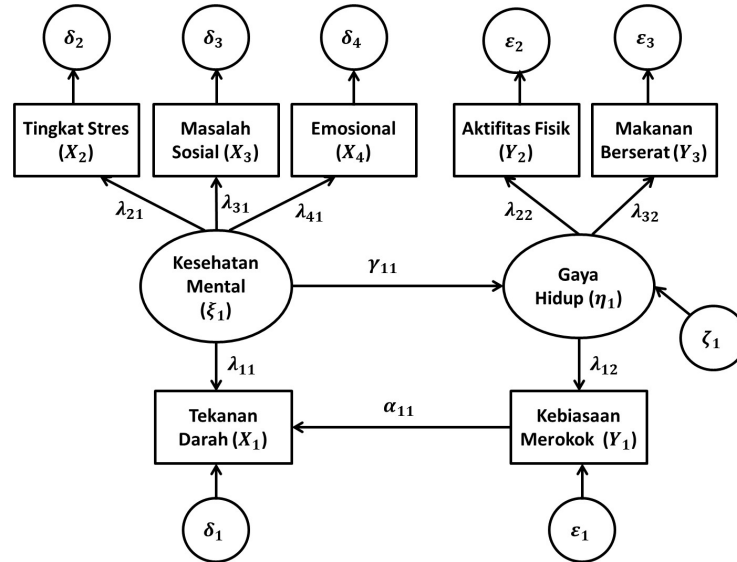 δ₂
δ₃
δ₄
ε₂
ε₃
Tingkat Stres
(X₂)
Masalah
Sosial (X₃)
Emosional
(X₄)
Aktifitas Fisik
(Y₂)
Makanan
Berserat (Y₃)
λ₂₁
λ₃₁
λ₄₁
λ₂₂
λ₃₂
Kesehatan
Mental
(ξ₁)
γ₁₁
Gaya
Hidup (η₁)
ζ₁
λ₁₁
λ₁₂
Tekanan
Darah (X₁)
α₁₁
Kebiasaan
Merokok (Y₁)
δ₁
ε₁